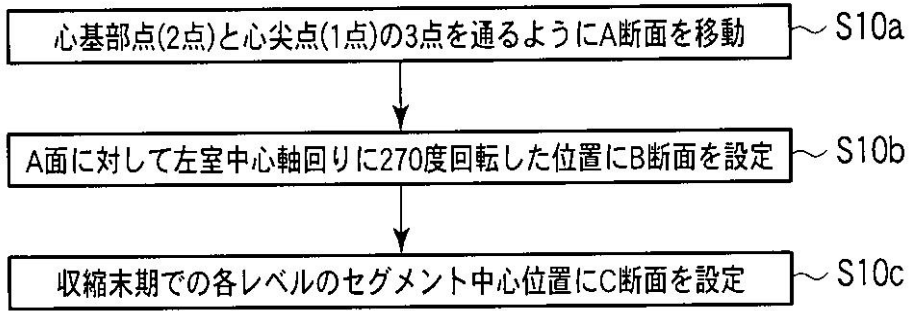 心基部点(2点)と心尖点(1点)の3点を通るようにA断面を移動 S10a
A面に対して左室中心軸回りに270度回転した位置にB断面を設定 S10b
収縮末期での各レベルのセグメント中心位置にC断面を設定 S10c